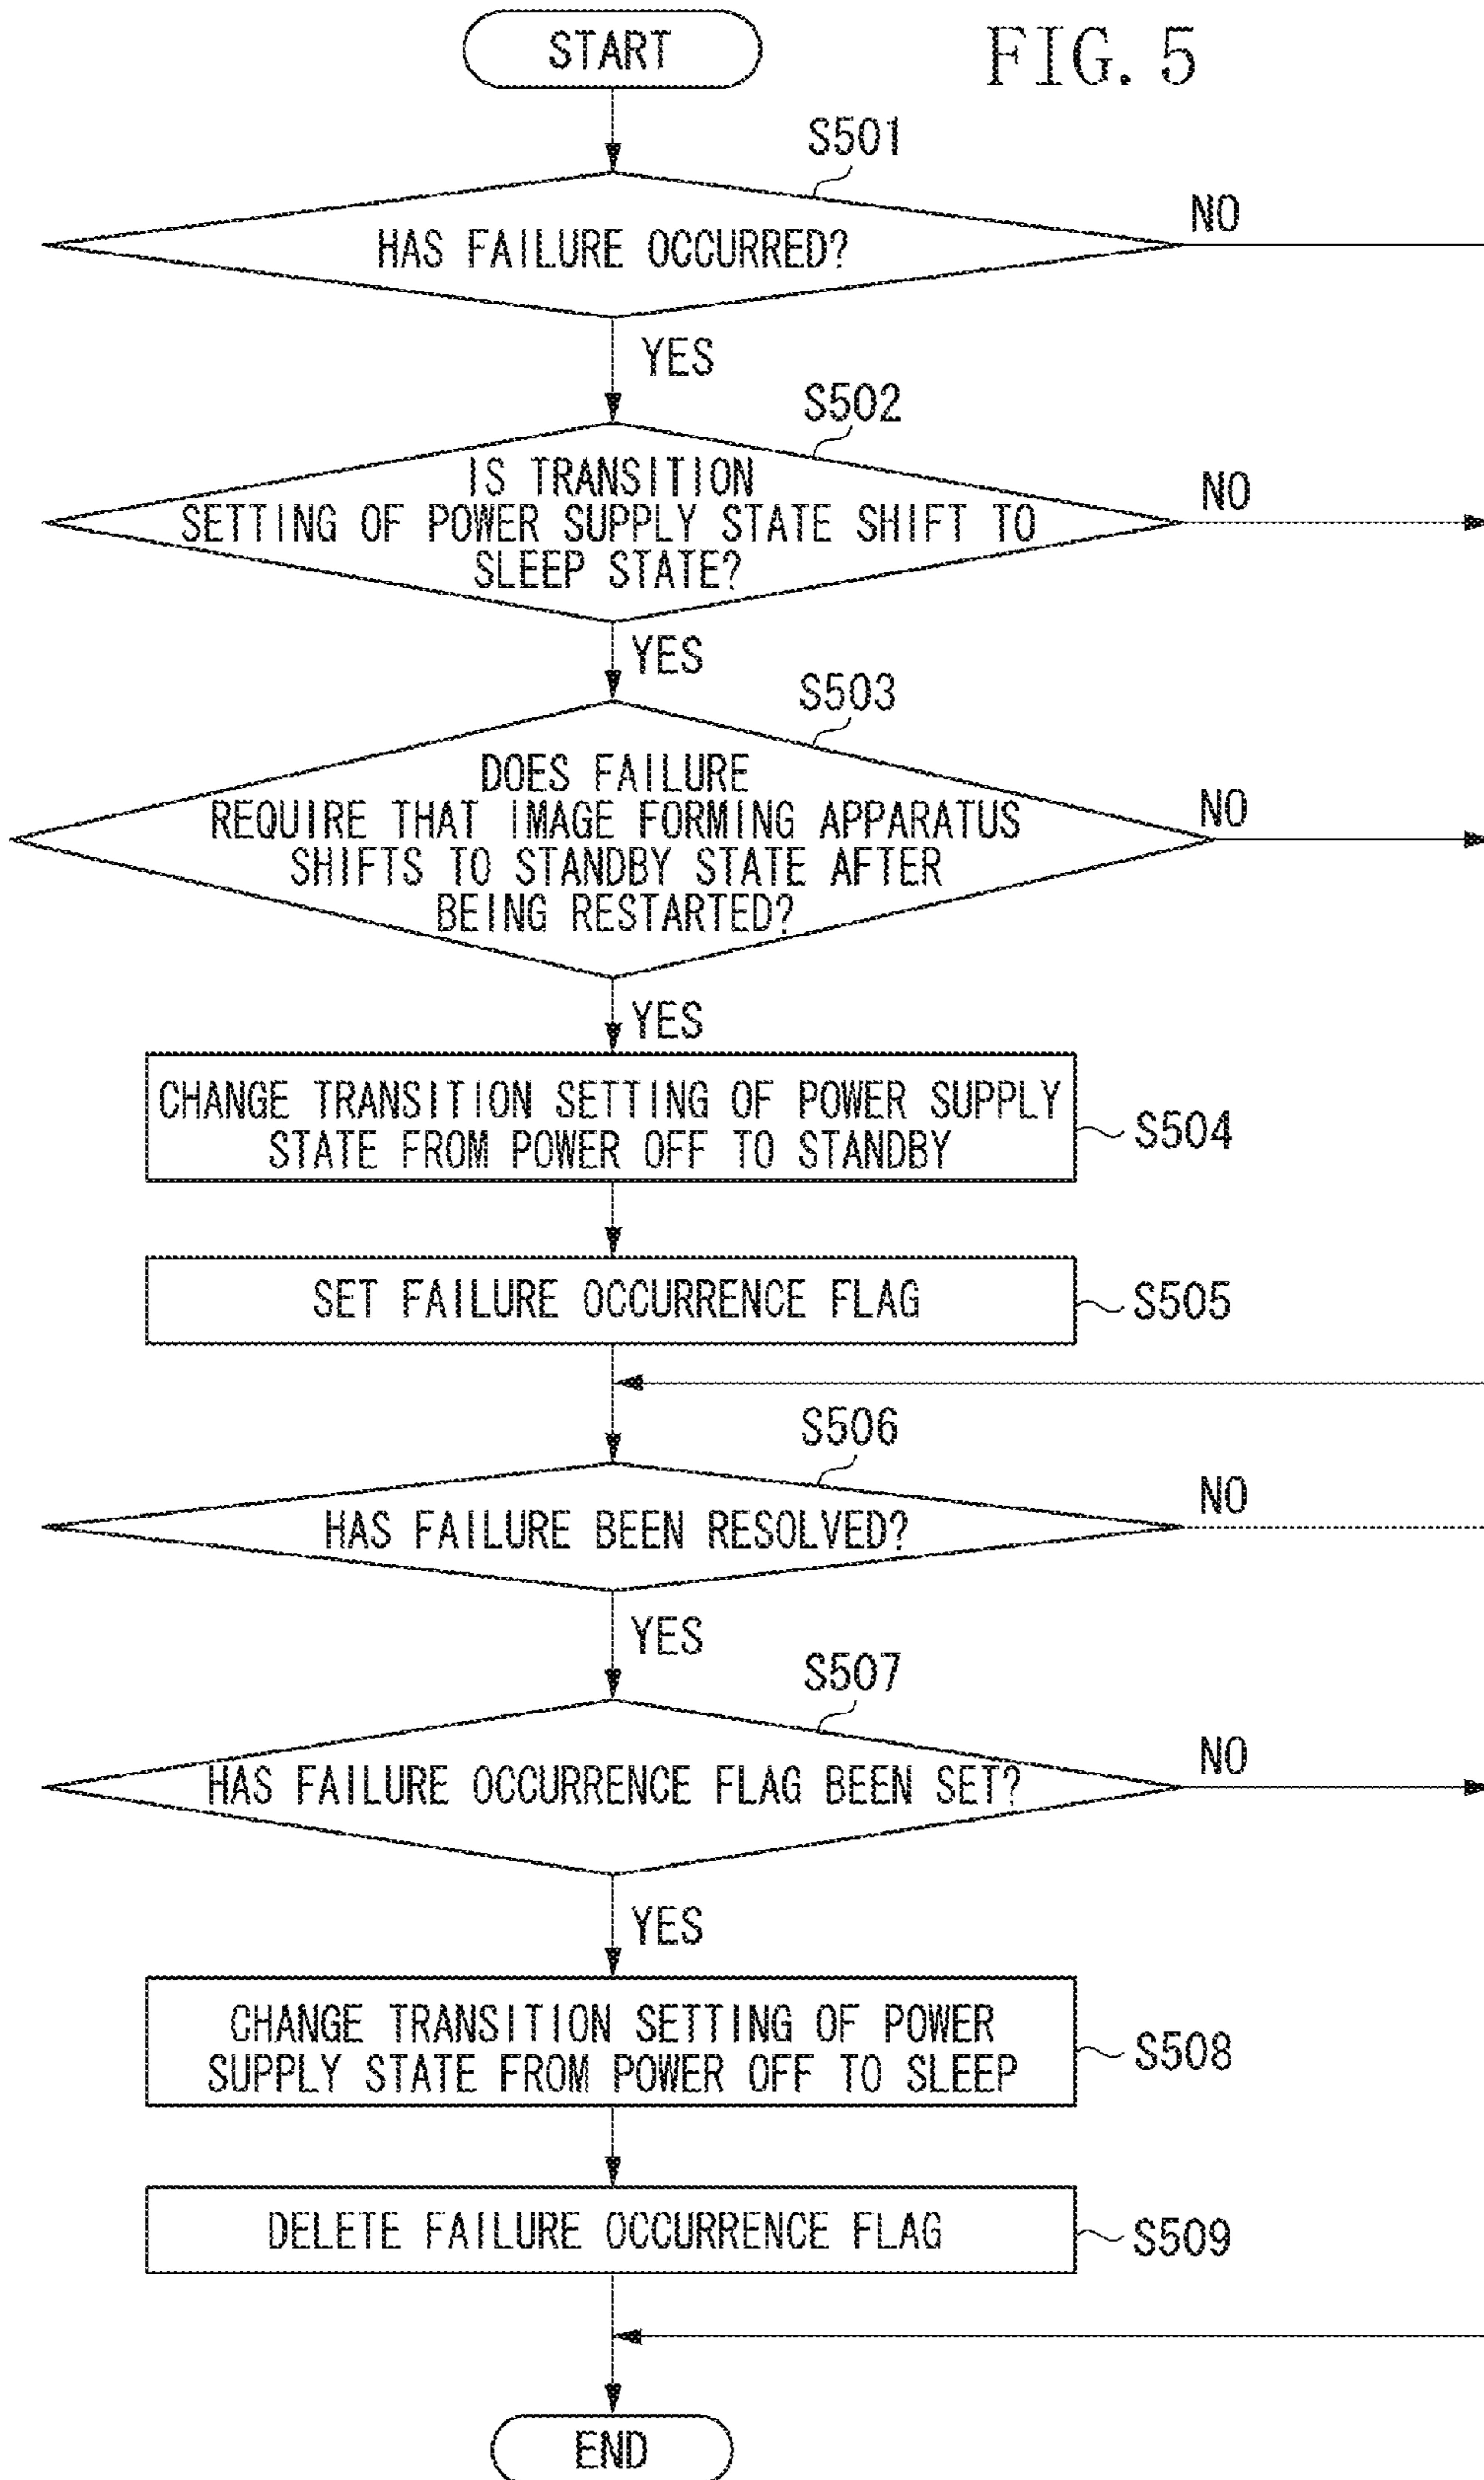 START
FIG. 5
S501
HAS FAILURE OCCURRED?
NO
YES
S502
IS TRANSITION
SETTING OF POWER SUPPLY STATE SHIFT TO
SLEEP STATE?
NO
YES
S503
DOES FAILURE
REQUIRE THAT IMAGE FORMING APPARATUS
SHIFTS TO STANDBY STATE AFTER
BEING RESTARTED?
NO
YES
CHANGE TRANSITION SETTING OF POWER SUPPLY
STATE FROM POWER OFF TO STANDBY
S504
SET FAILURE OCCURRENCE FLAG
S505
S506
HAS FAILURE BEEN RESOLVED?
NO
YES
S507
HAS FAILURE OCCURRENCE FLAG BEEN SET?
NO
YES
CHANGE TRANSITION SETTING OF POWER
SUPPLY STATE FROM POWER OFF TO SLEEP
S508
DELETE FAILURE OCCURRENCE FLAG
S509
END